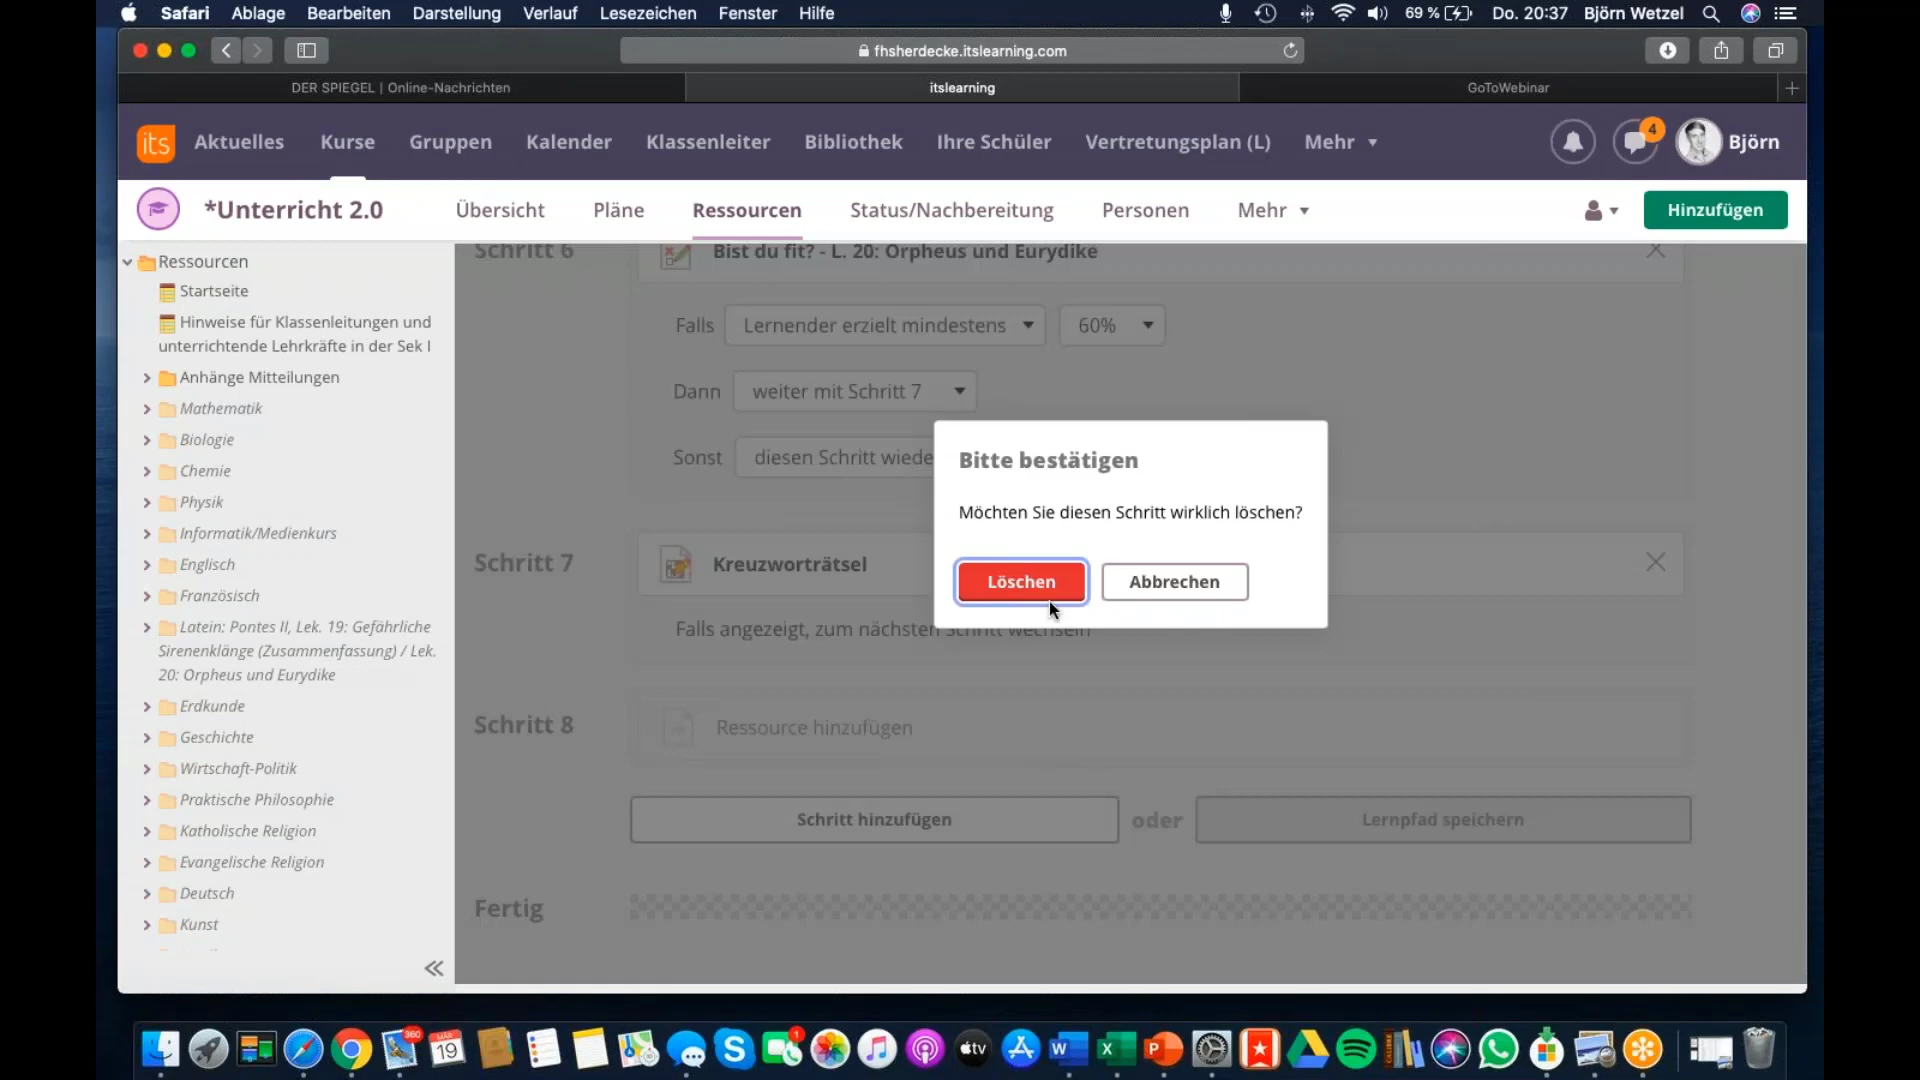 Safari Ablage Bearbeiten Darstellung Verlauf Lesezeichen Fenster Hilfe 69 % Do. 20:37 Björn Wetzel
fhsherdecke.itslearning.com
DER SPIEGEL | Online-Nachrichten itslearning GoToWebinar
its Aktuelles Kurse Gruppen Kalender Klassenleiter Bibliothek Ihre Schüler Vertretungsplan (L) Mehr 4 Björn
*Unterricht 2.0 Übersicht Pläne Ressourcen Status/Nachbereitung Personen Mehr Hinzufügen
Ressourcen
Startseite
Hinweise für Klassenleitungen und
unterrichtende Lehrkräfte in der Sek I
Anhänge Mitteilungen
Mathematik
Biologie
Chemie
Physik
Informatik/Medienkurs
Englisch
Französisch
Latein: Pontes II, Lek. 19: Gefährliche
Sirenenklänge (Zusammenfassung) / Lek.
20: Orpheus und Eurydike
Erdkunde
Geschichte
Wirtschaft-Politik
Praktische Philosophie
Katholische Religion
Evangelische Religion
Deutsch
Kunst
Schritt 6 Bist du fit? - L. 20: Orpheus und Eurydike
Falls Lernender erzielt mindestens 60%
Dann weiter mit Schritt 7
Sonst diesen Schritt wiede
Bitte bestätigen
Möchten Sie diesen Schritt wirklich löschen?
Löschen Abbrechen
Schritt 7 Kreuzworträtsel
Falls angezeigt, zum nächsten Schritt wechseln
Schritt 8 Ressource hinzufügen
Schritt hinzufügen oder Lernpfad speichern
Fertig
360 19 1 tv W X P